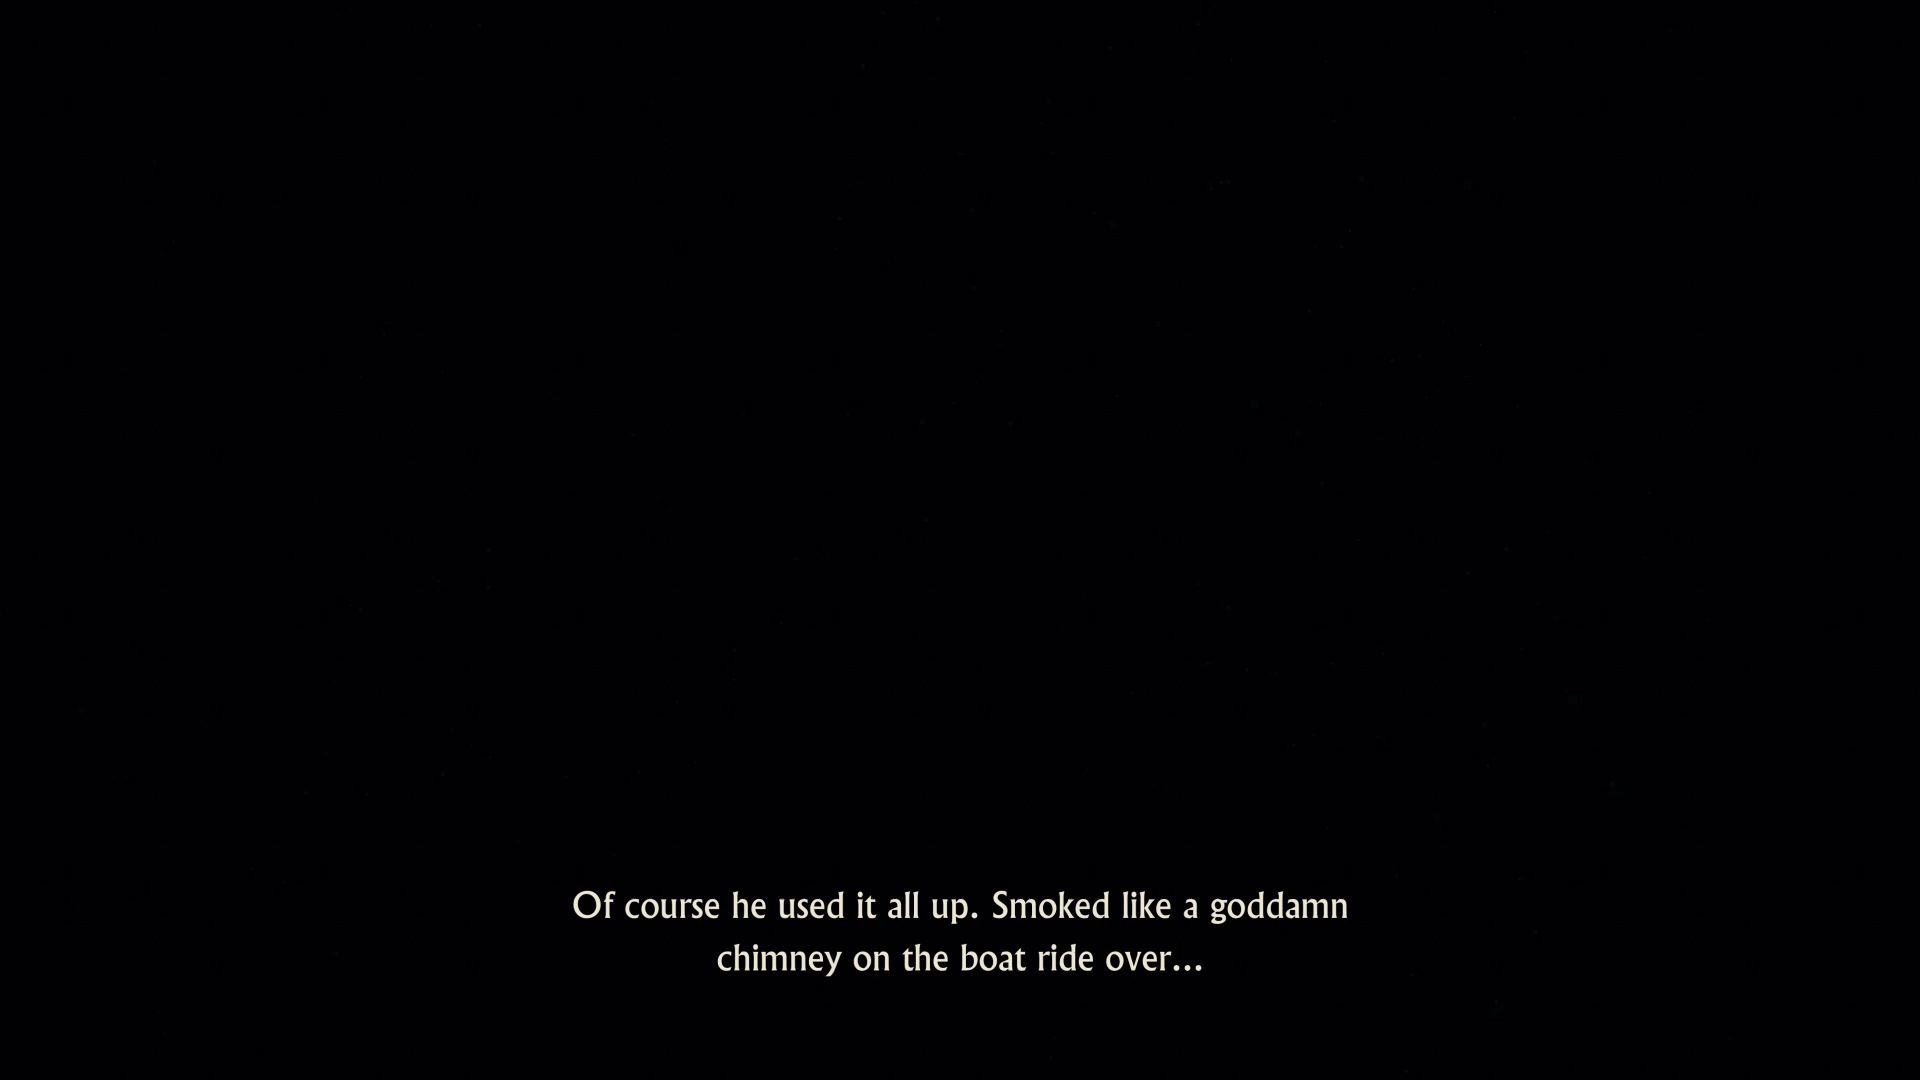 Of course he used it all up. Smoked like a goddamn
chimney on the boat ride over...